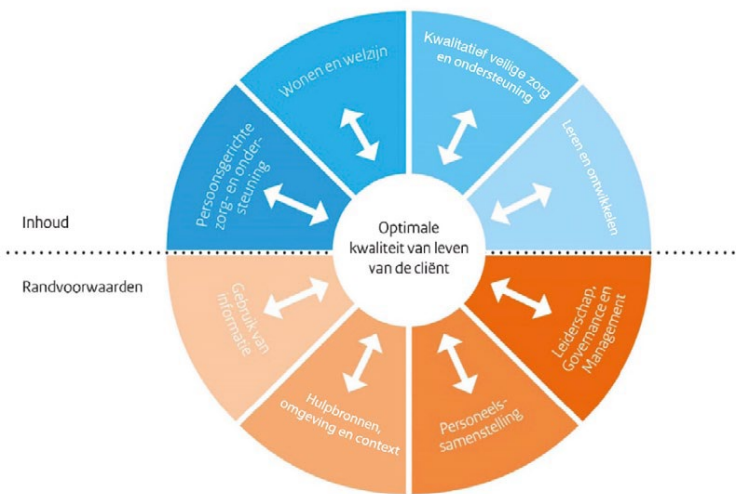 Wonen en welzijn
Kwalitatief veilige zorg
en ondersteuning
Persoonsgerichte
zorg- en onder-
steuning
Leren en ontwikkelen
Inhoud
Optimale
kwaliteit van leven
van de cliënt
Randvoorwaarden
Gebruik van
informatie
Leiderschap,
Governance en
Management
Hulpbronnen,
omgeving en context
Personeels-
samenstelling